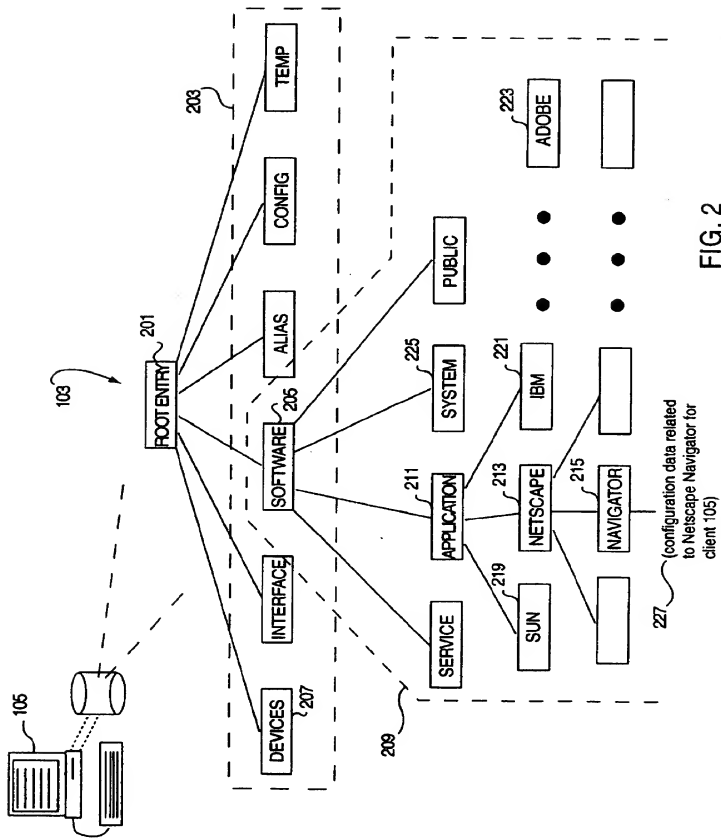 105
103
ROOT ENTRY
201
203
DEVICES
207
INTERFACE
SOFTWARE
205
ALIAS
CONFIG
TEMP
209
SERVICE
APPLICATION
211
SYSTEM
225
PUBLIC
SUN
219
NETSCAPE
213
IBM
221
ADOBE
223
NAVIGATOR
215
227
(configuration data related
to Netscape Navigator for
client 105)
FIG. 2